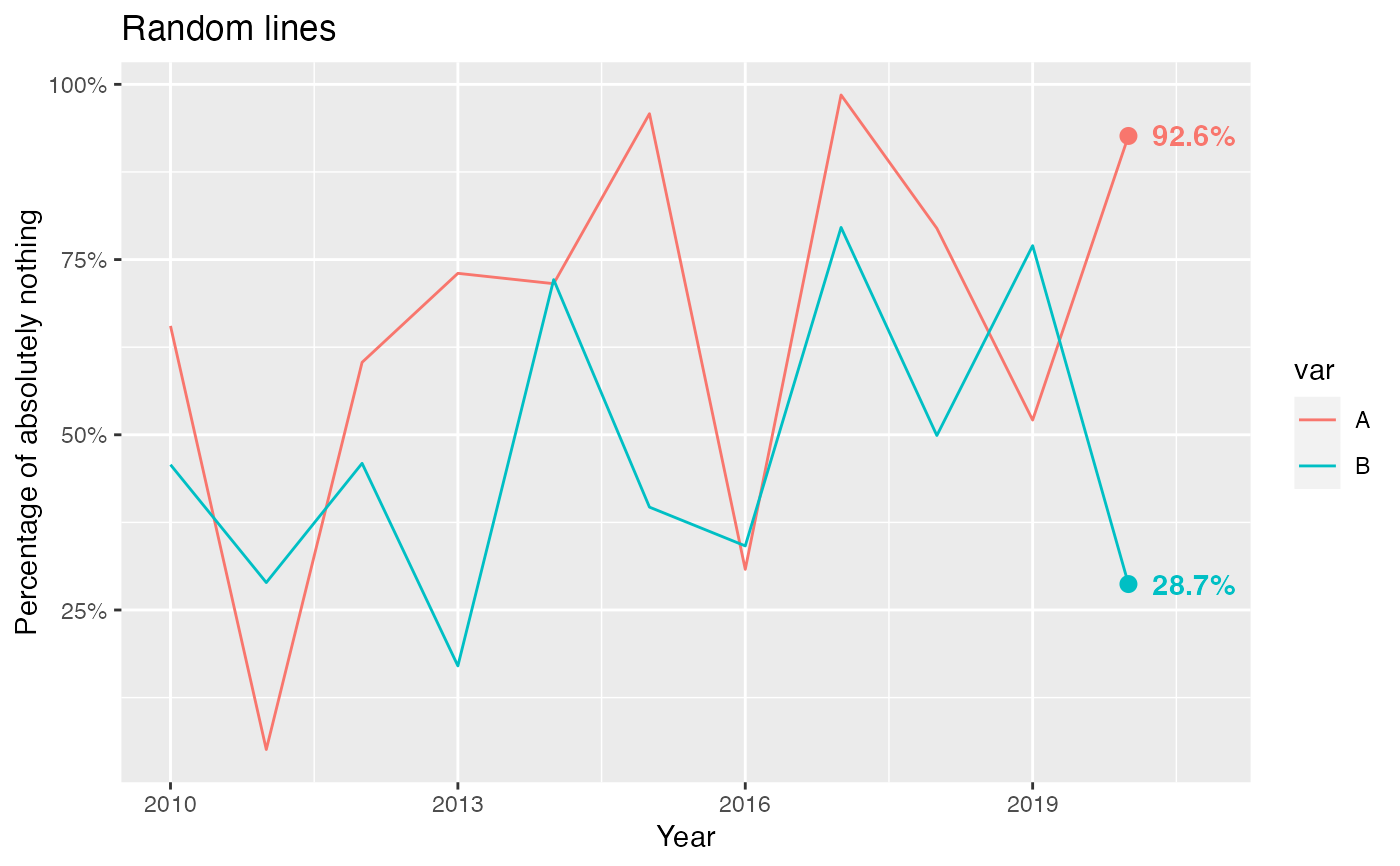 Random lines
Percentage of absolutely nothing
100%
75%
50%
25%
92.6%
28.7%
2010
2013
2016
2019
Year
var
A
B